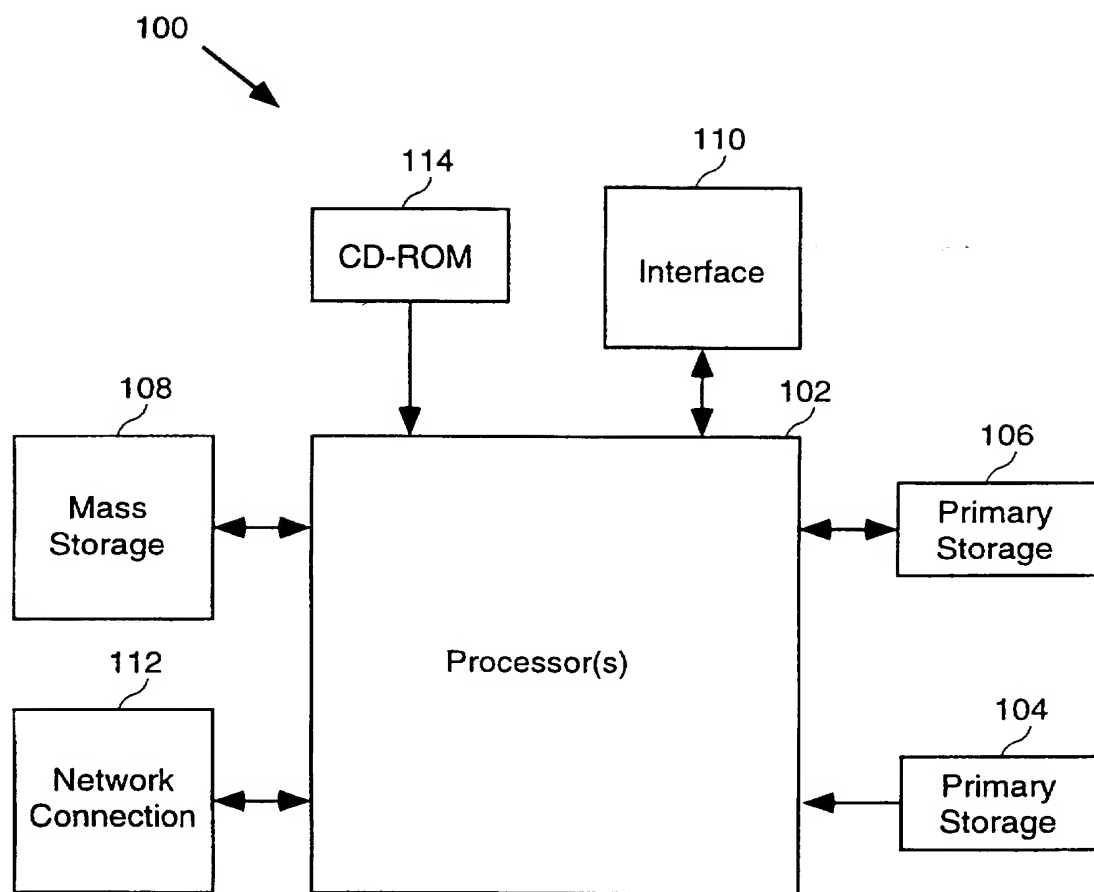 100
110
114
CD-ROM
Interface
108
102
106
Mass
Storage
Primary
Storage
Processor(s)
112
104
Network
Connection
Primary
Storage